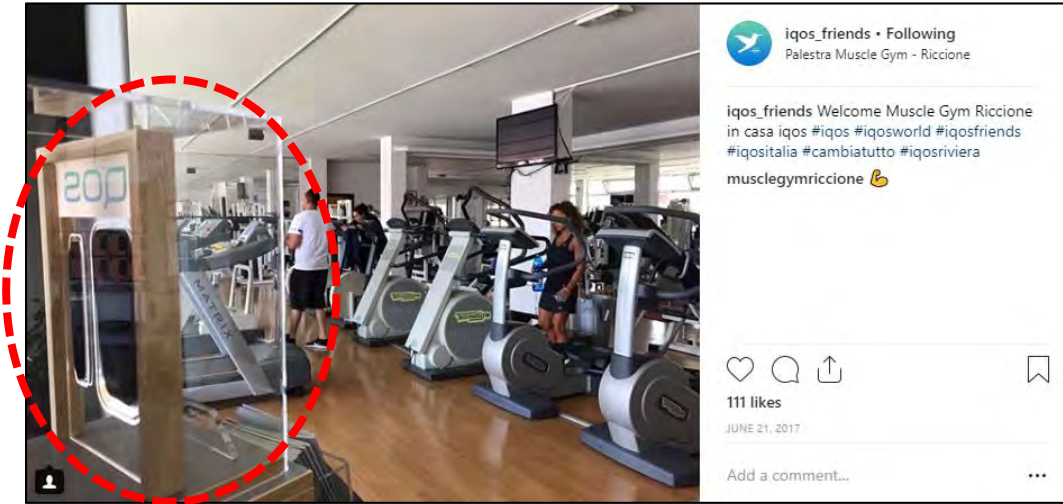 iqos_friends • Following
Palestra Muscle Gym - Riccione
iqos_friends Welcome Muscle Gym Riccione
in casa iqos #iqos #iqosworld #iqosfriends
#iqositalia #cambiatutto #iqosriviera
musclegymriccione 💪
111 likes
JUNE 21, 2017
Add a comment...
iqos
MATRIX